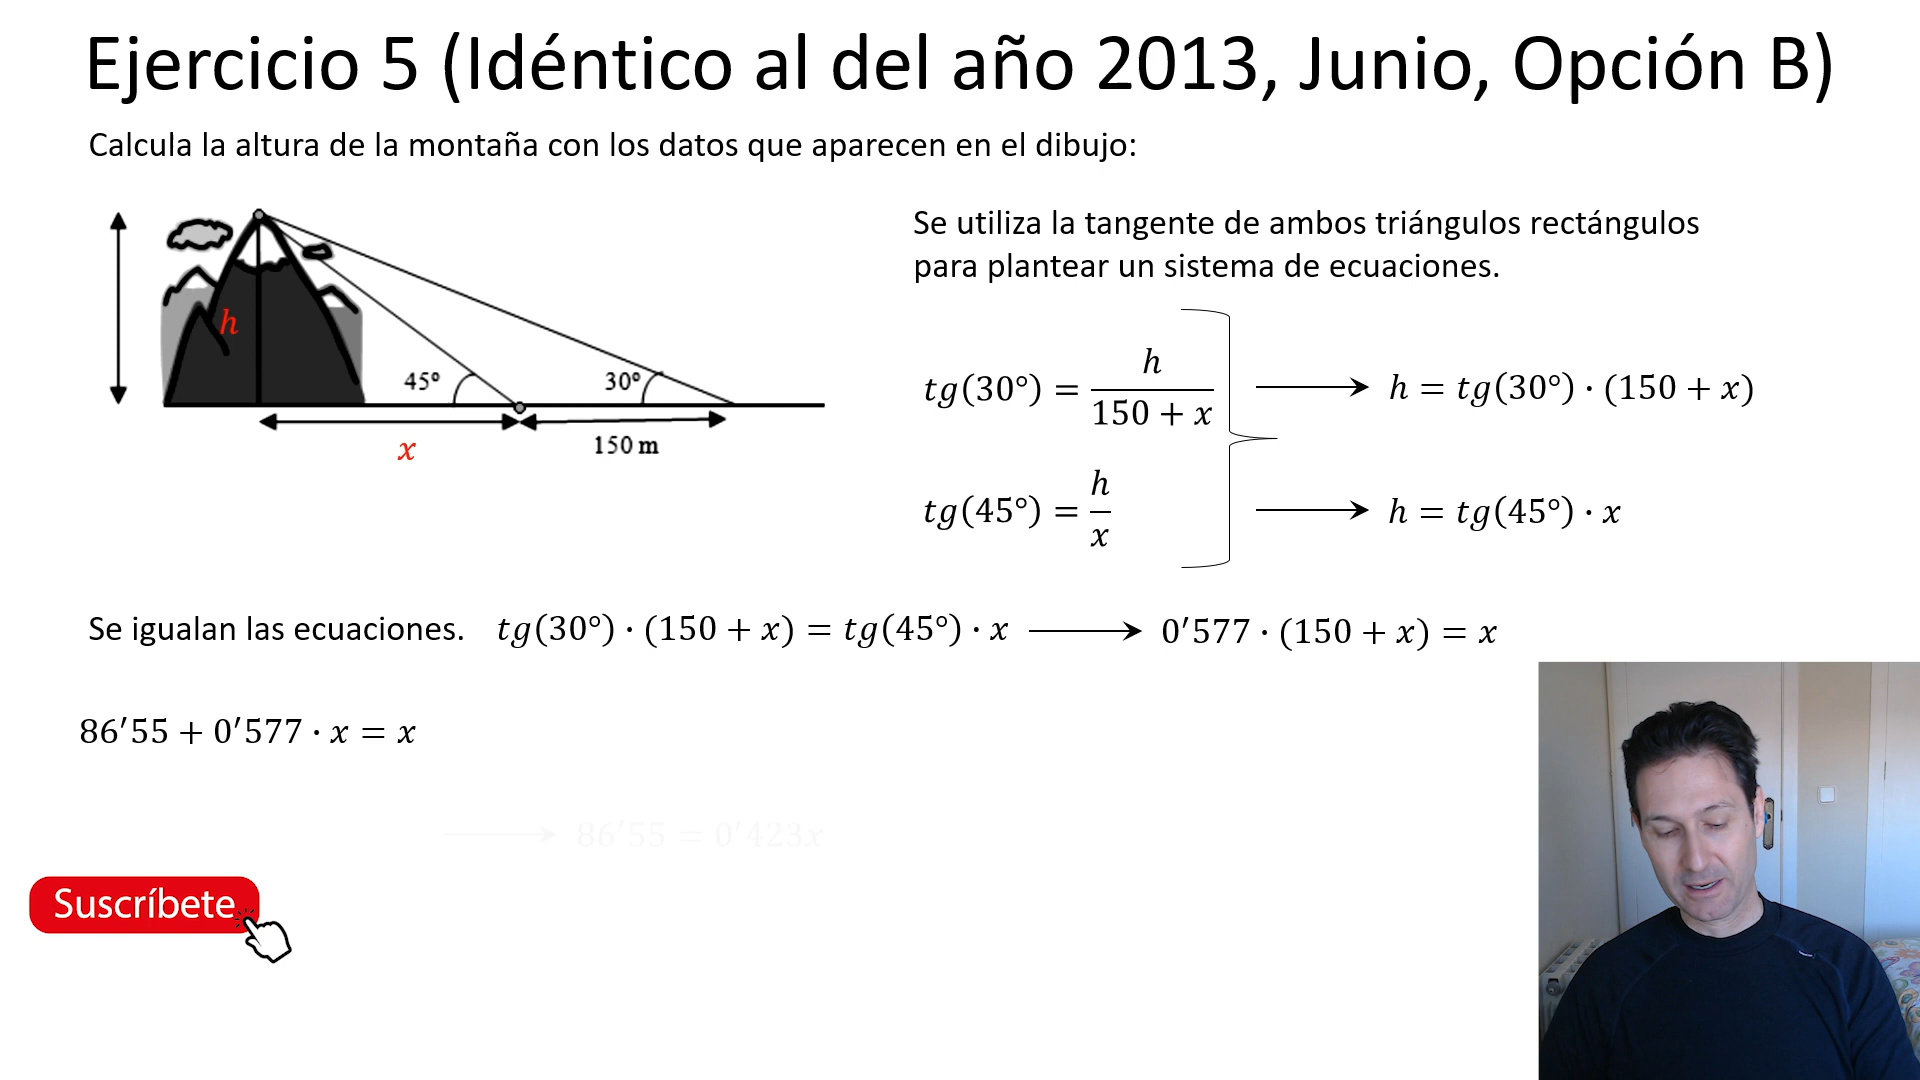 Ejercicio 5 (Idéntico al del año 2013, Junio, Opción B)
Calcula la altura de la montaña con los datos que aparecen en el dibujo:
h
45º
30º
x
150 m
Se utiliza la tangente de ambos triángulos rectángulos
para plantear un sistema de ecuaciones.
tg(30°) = h / (150 + x)
h = tg(30°) · (150 + x)
tg(45°) = h / x
h = tg(45°) · x
Se igualan las ecuaciones. tg(30°) · (150 + x) = tg(45°) · x ⟶ 0'577 · (150 + x) = x
86'55 + 0'577 · x = x
⟶ 86'55 = 0'423x
Suscríbete